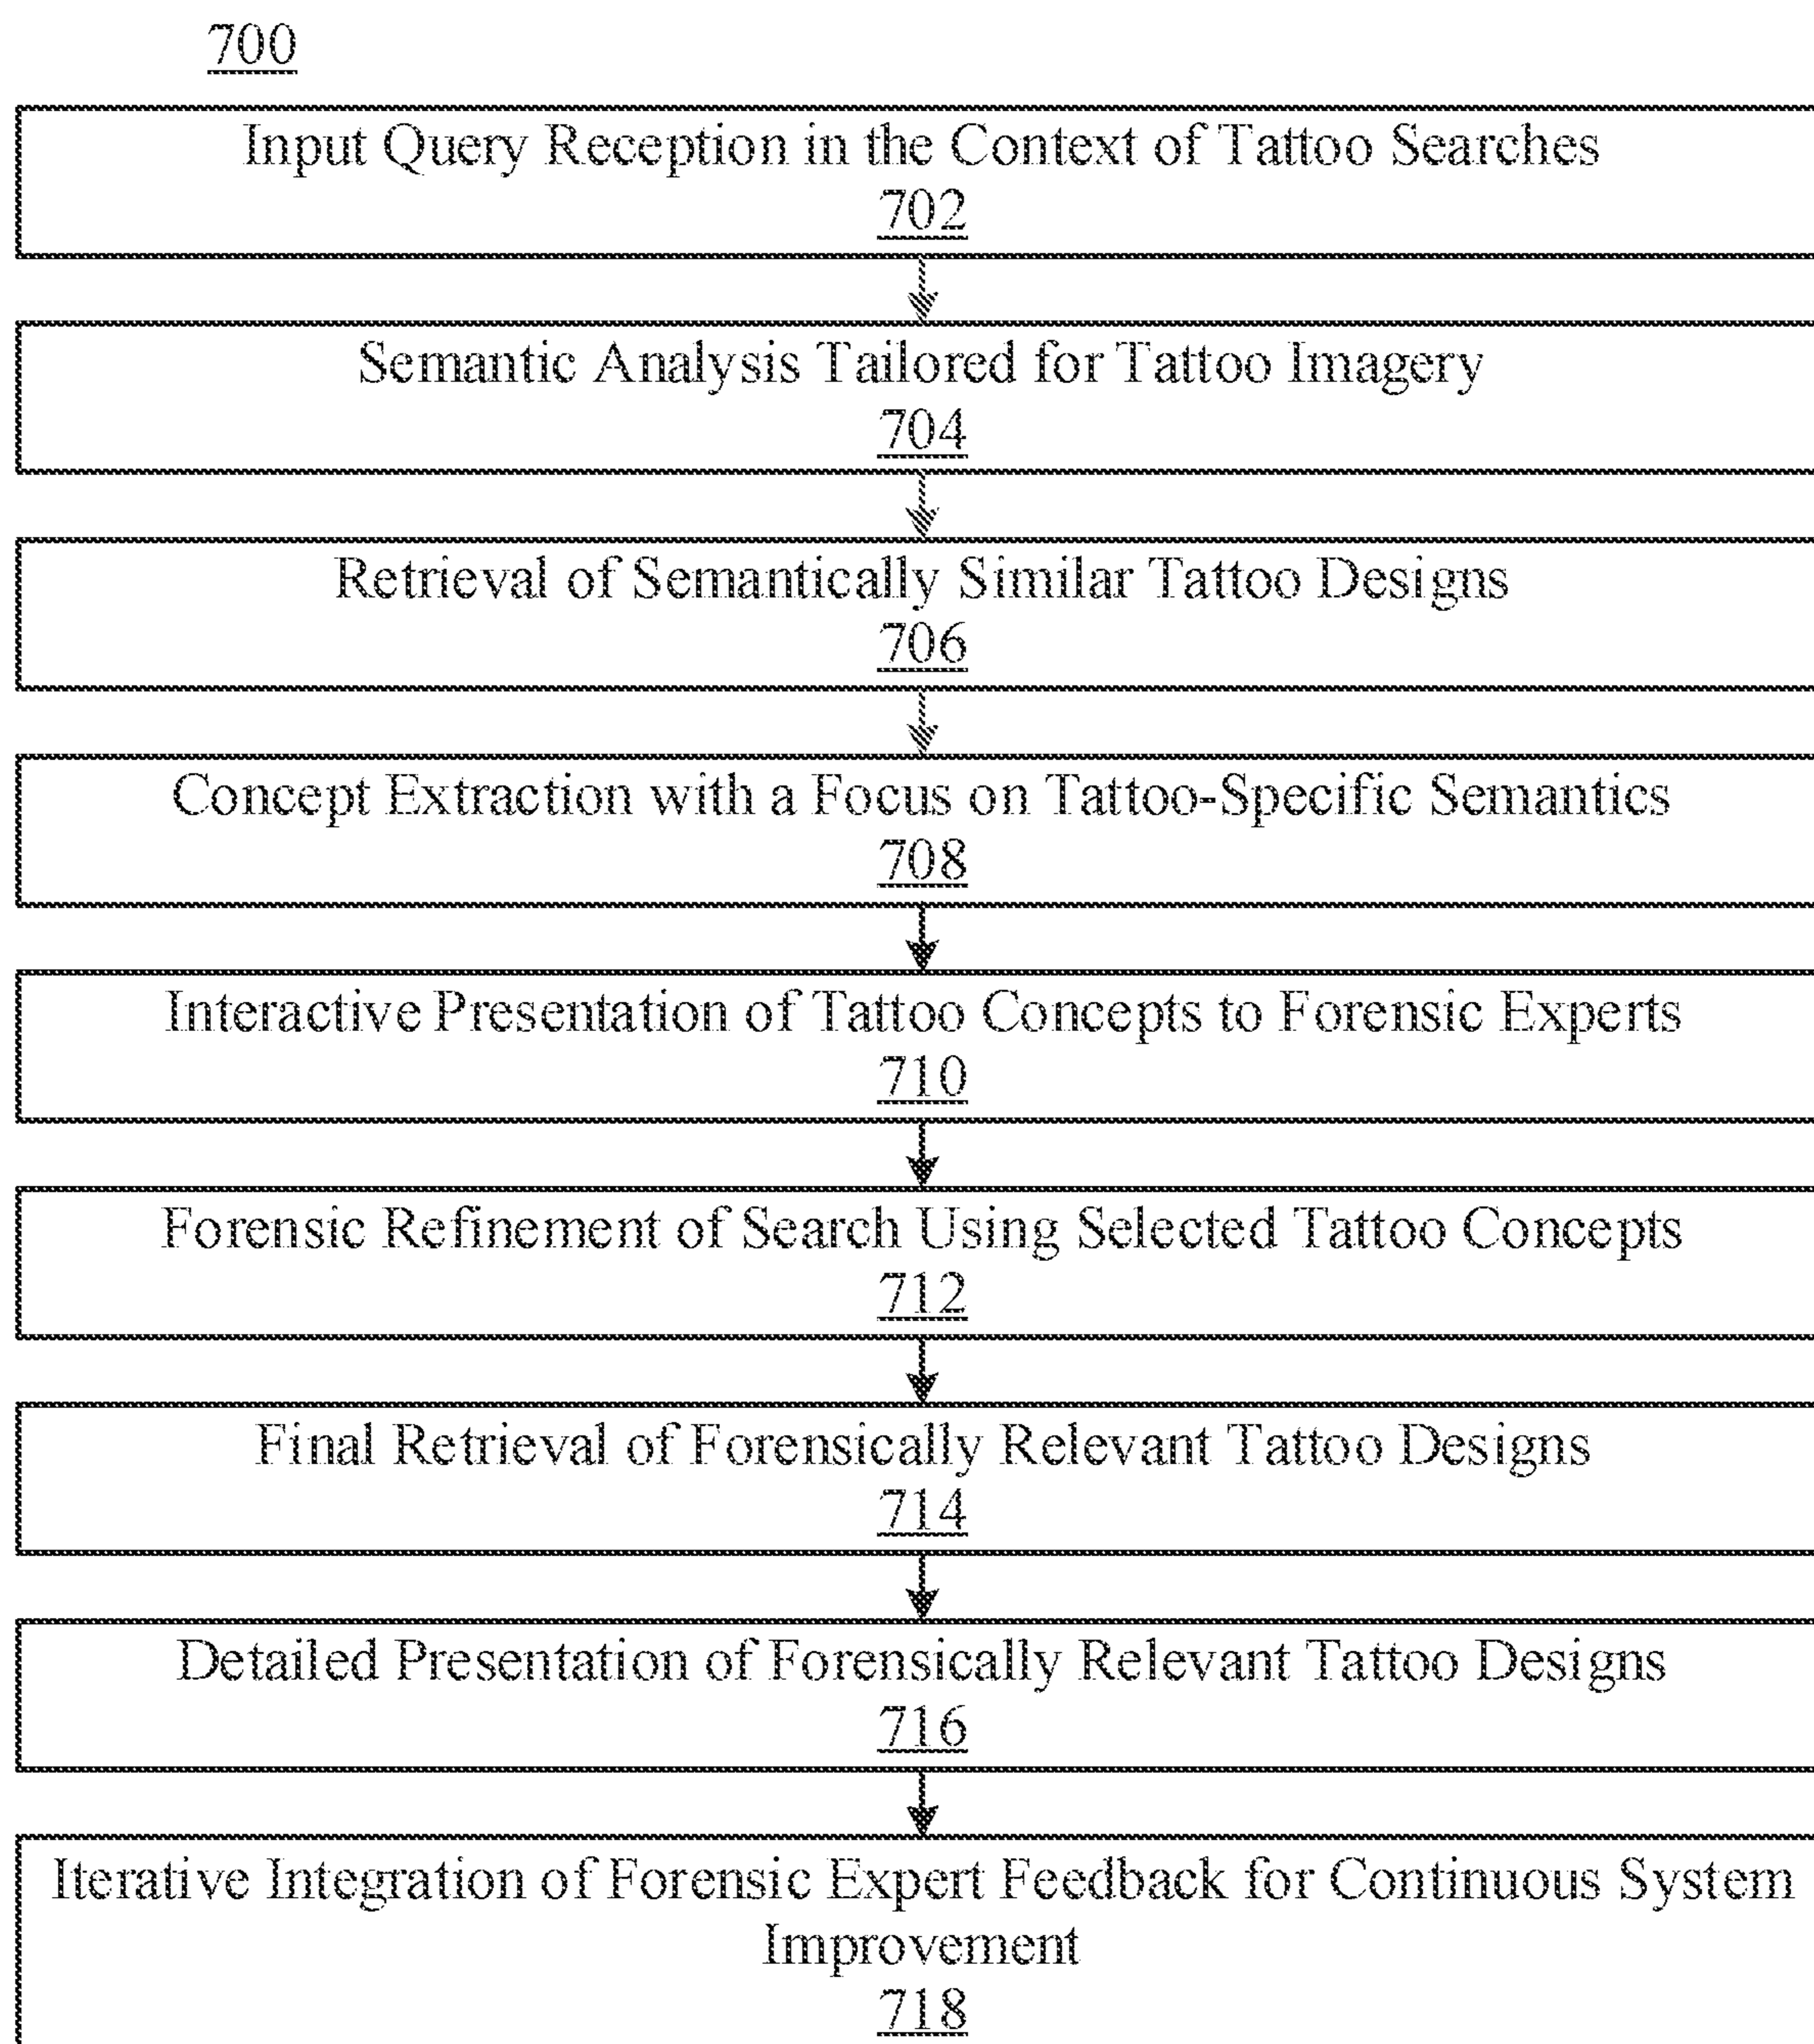 700
Input Query Reception in the Context of Tattoo Searches
702
Semantic Analysis Tailored for Tattoo Imagery
704
Retrieval of Semantically Similar Tattoo Designs
706
Concept Extraction with a Focus on Tattoo-Specific Semantics
708
Interactive Presentation of Tattoo Concepts to Forensic Experts
710
Forensic Refinement of Search Using Selected Tattoo Concepts
712
Final Retrieval of Forensically Relevant Tattoo Designs
714
Detailed Presentation of Forensically Relevant Tattoo Designs
716
Iterative Integration of Forensic Expert Feedback for Continuous System
Improvement
718